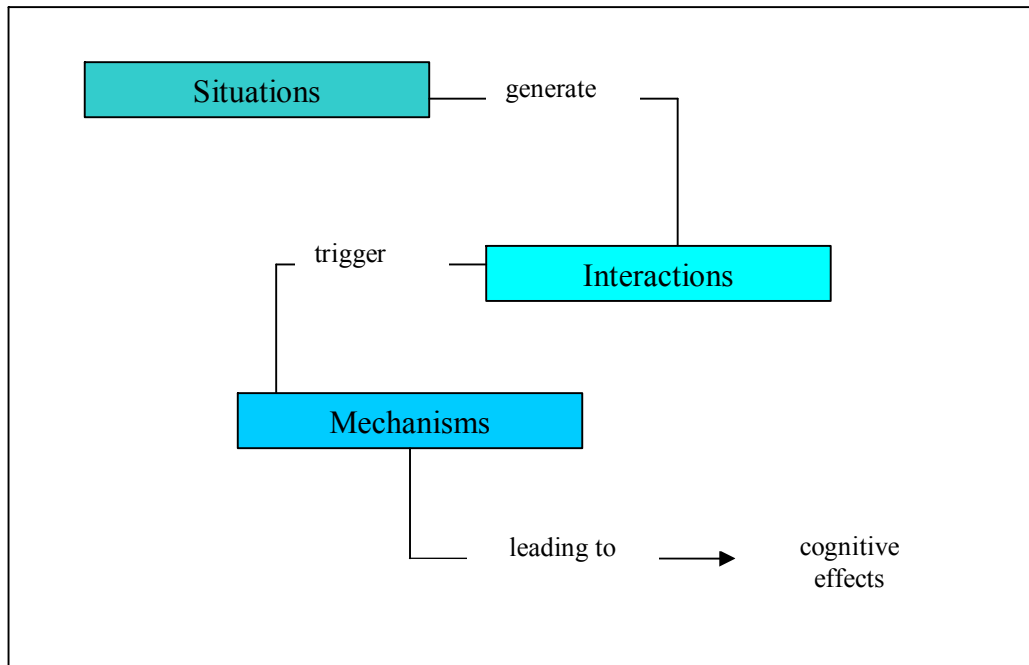 Situations
generate
trigger
Interactions
Mechanisms
leading to
cognitive
effects